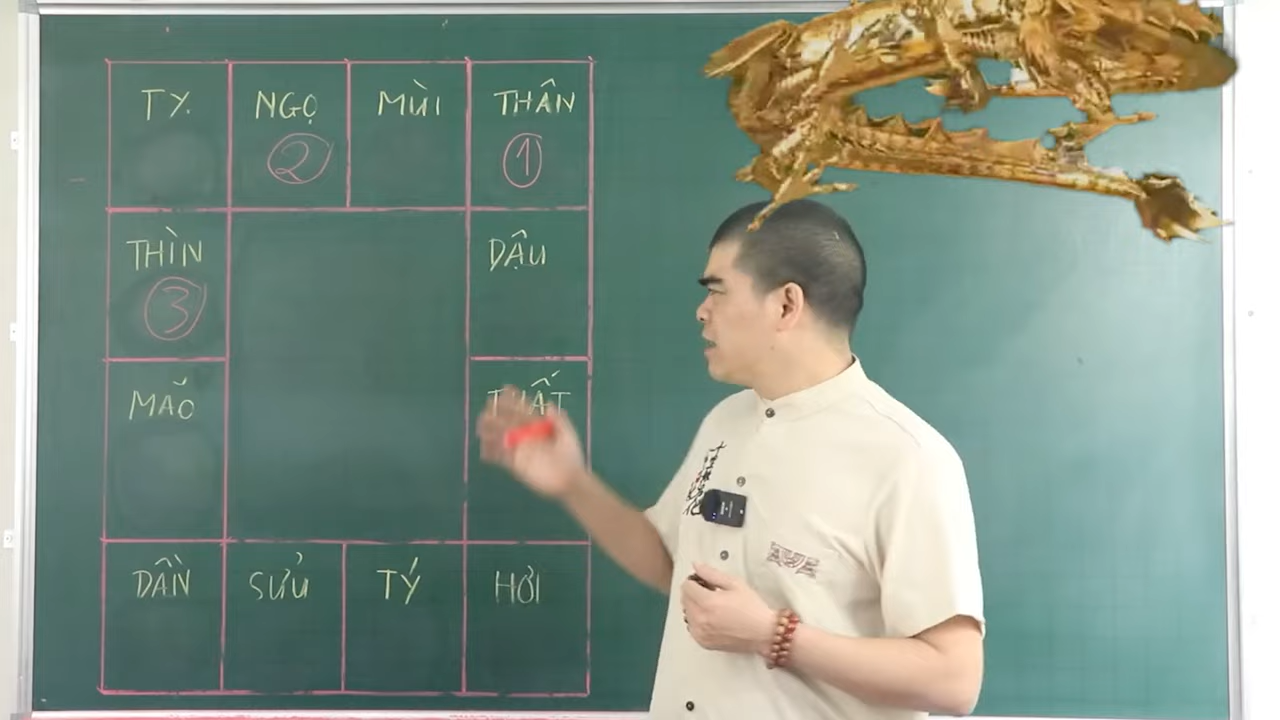 TỴ NGỌ MÙI THÂN
2 1
THÌN DẬU
3
MÃO
DẦN SỬU TÝ HỢI